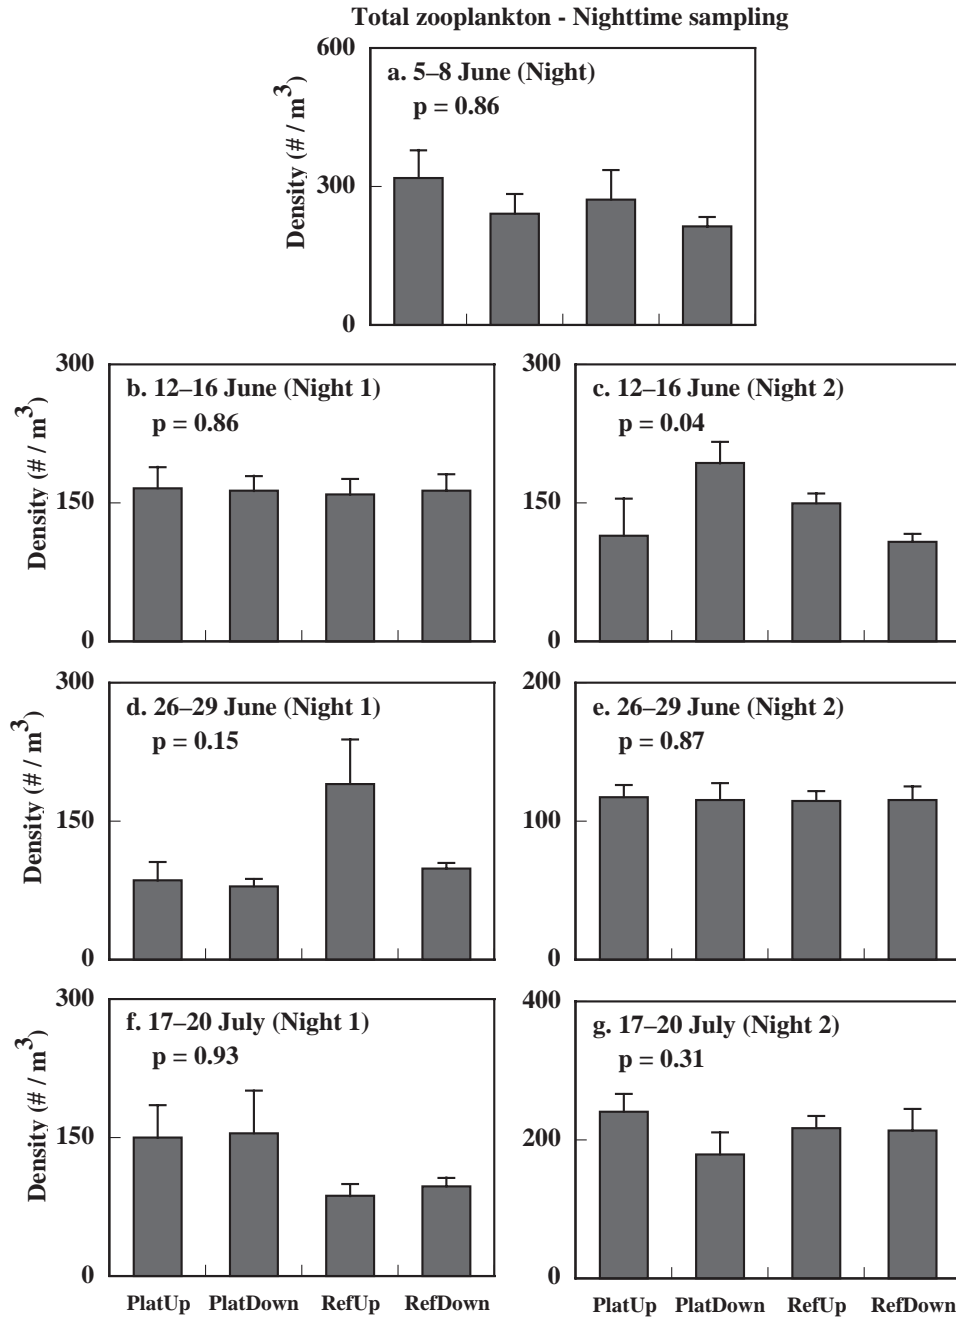 Total zooplankton - Nighttime sampling
600
a. 5–8 June (Night)
p = 0.86
Density (# / m3)
300
0
300
b. 12–16 June (Night 1)
p = 0.86
Density (# / m3)
150
0
300
c. 12–16 June (Night 2)
p = 0.04
150
0
300
d. 26–29 June (Night 1)
p = 0.15
Density (# / m3)
150
0
200
e. 26–29 June (Night 2)
p = 0.87
100
0
300
f. 17–20 July (Night 1)
p = 0.93
Density (# / m3)
150
0
PlatUp PlatDown RefUp RefDown
400
g. 17–20 July (Night 2)
p = 0.31
200
0
PlatUp PlatDown RefUp RefDown